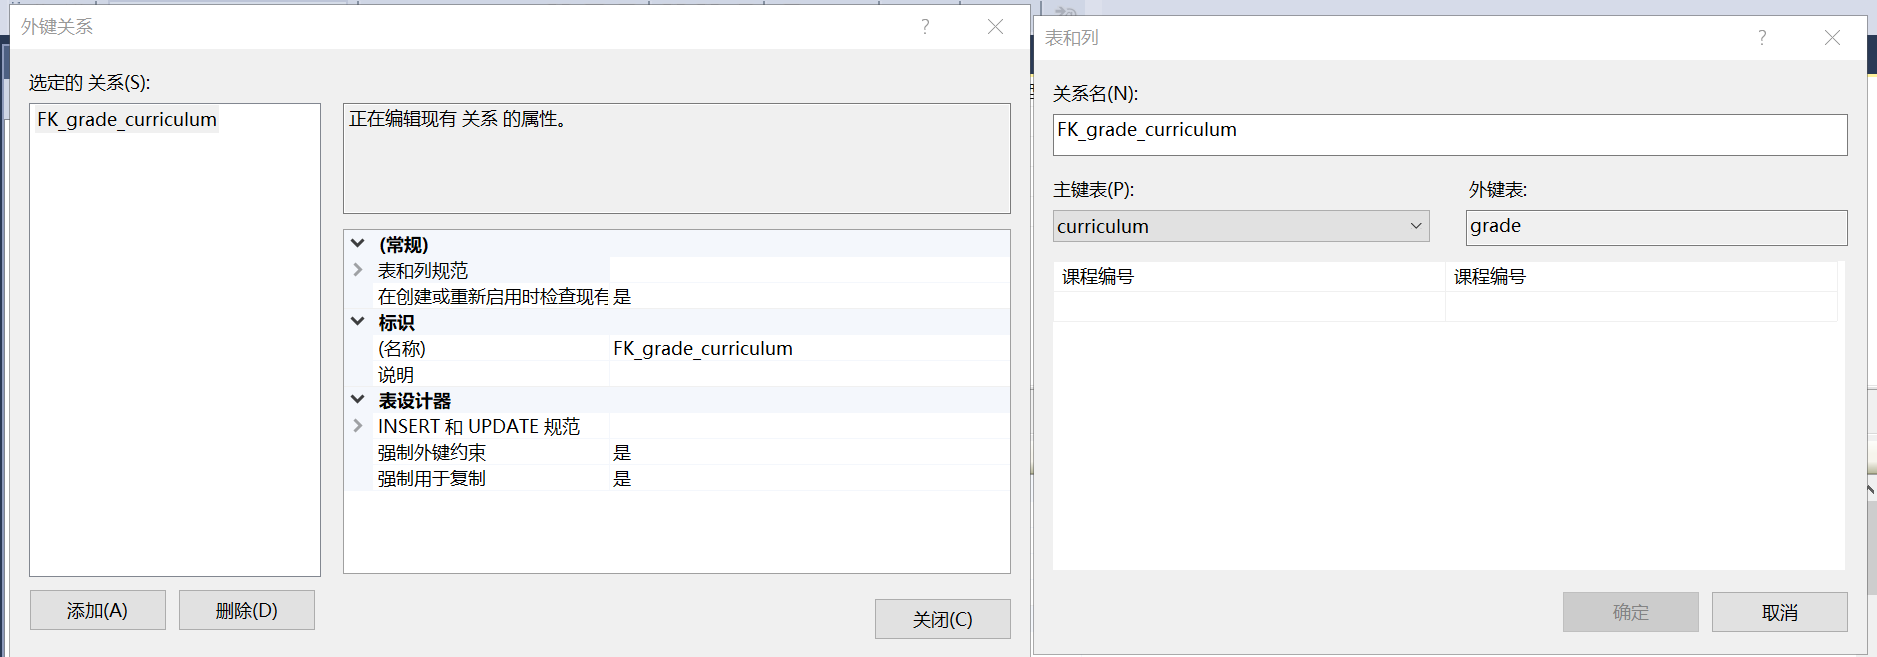 外键关系
选定的 关系(S):
FK_grade_curriculum
正在编辑现有 关系 的属性。
(常规)
表和列规范
在创建或重新启用时检查现有 是
标识
(名称) FK_grade_curriculum
说明
表设计器
INSERT 和 UPDATE 规范
强制外键约束 是
强制用于复制 是
添加(A) 删除(D)
关闭(C)
表和列
关系名(N):
FK_grade_curriculum
主键表(P): 外键表:
curriculum grade
课程编号 课程编号
确定 取消